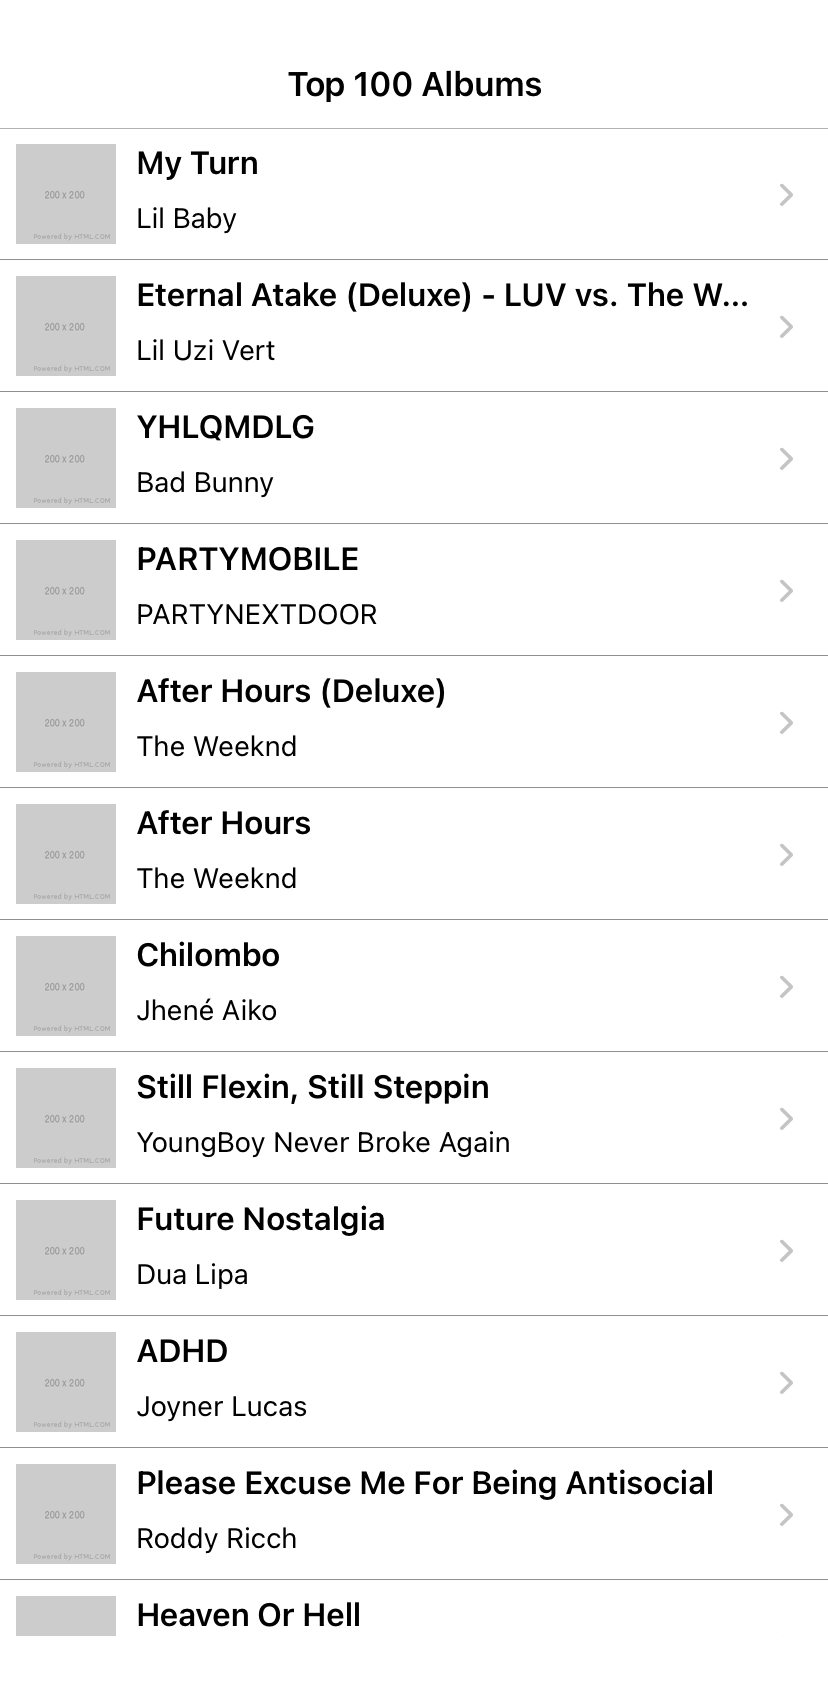 Top 100 Albums
200 x 200
Powered by HTML.COM
My Turn
Lil Baby
200 x 200
Powered by HTML.COM
Eternal Atake (Deluxe) - LUV vs. The W...
Lil Uzi Vert
200 x 200
Powered by HTML.COM
YHLQMDLG
Bad Bunny
200 x 200
Powered by HTML.COM
PARTYMOBILE
PARTYNEXTDOOR
200 x 200
Powered by HTML.COM
After Hours (Deluxe)
The Weeknd
200 x 200
Powered by HTML.COM
After Hours
The Weeknd
200 x 200
Powered by HTML.COM
Chilombo
Jhené Aiko
200 x 200
Powered by HTML.COM
Still Flexin, Still Steppin
YoungBoy Never Broke Again
200 x 200
Powered by HTML.COM
Future Nostalgia
Dua Lipa
200 x 200
Powered by HTML.COM
ADHD
Joyner Lucas
200 x 200
Powered by HTML.COM
Please Excuse Me For Being Antisocial
Roddy Ricch
Heaven Or Hell